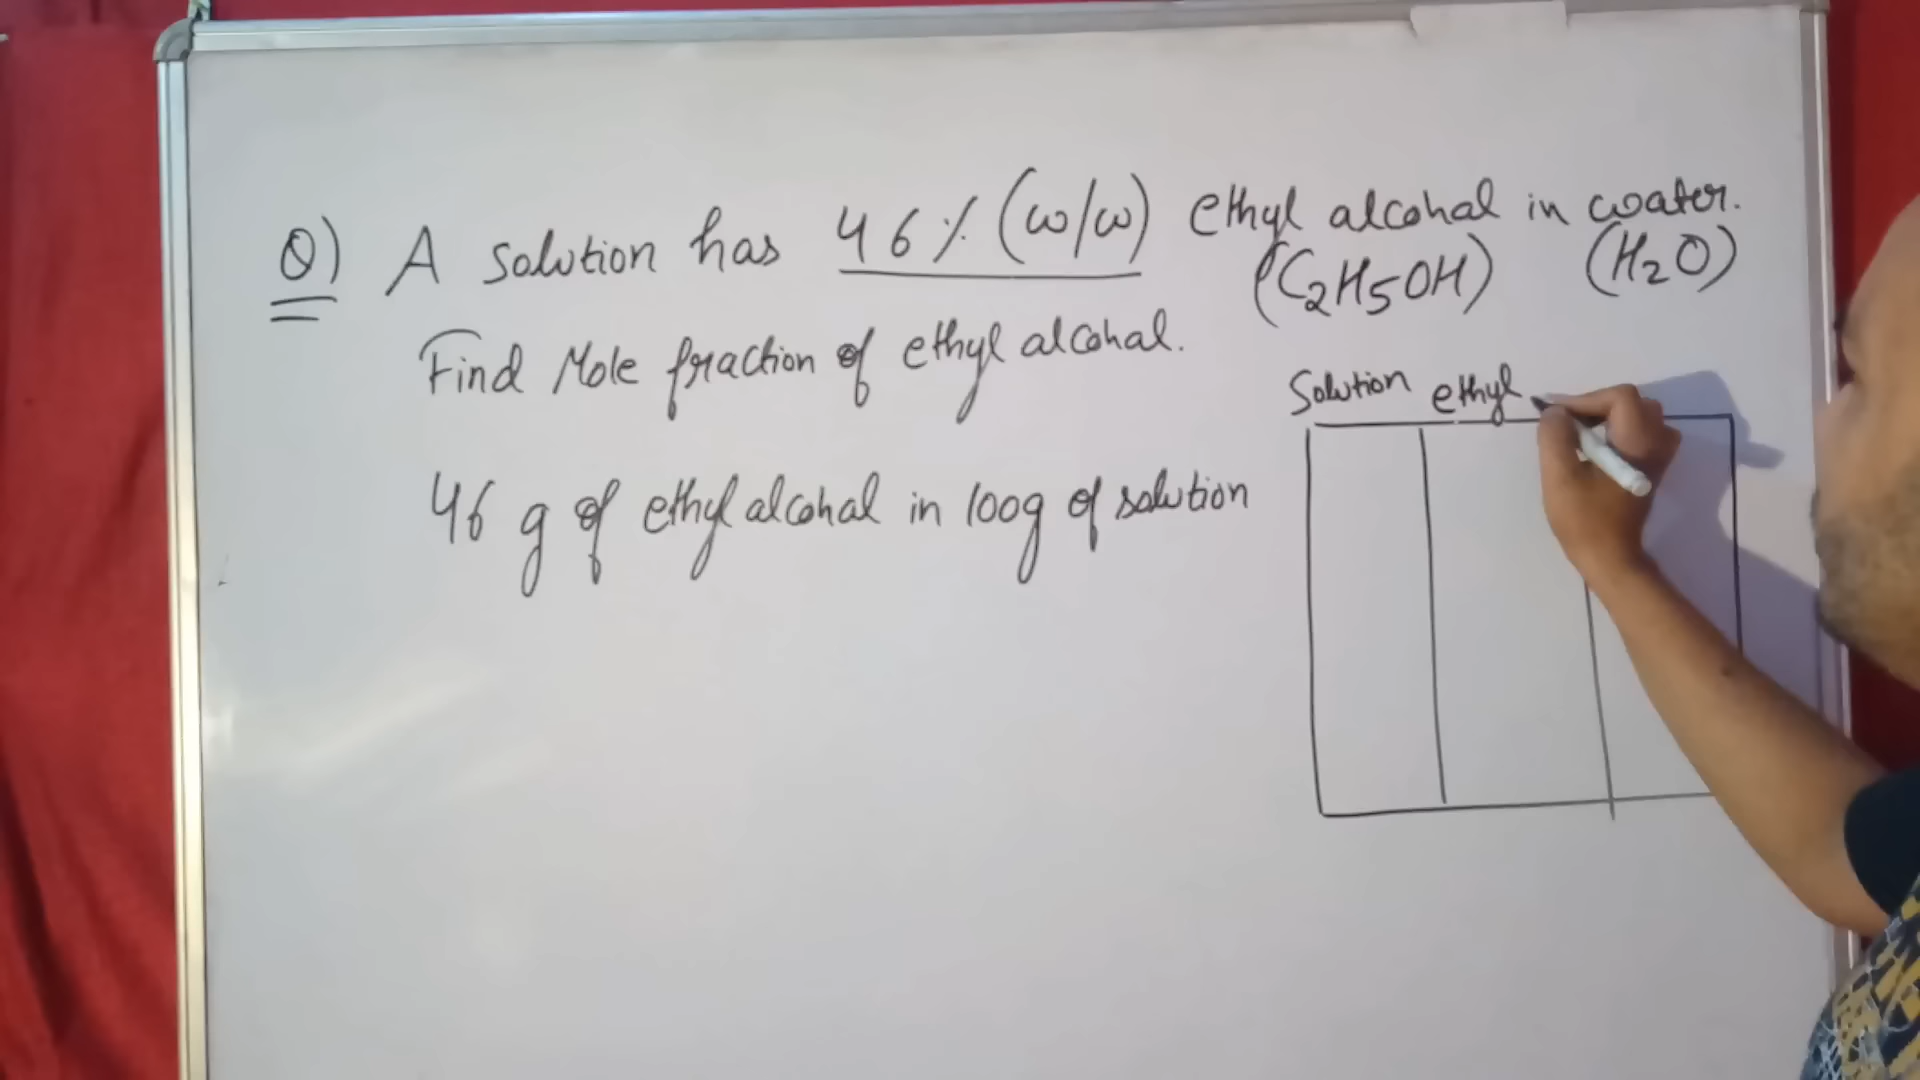 Q) A solution has 46% (w/w) ethyl alcohal in water.
(C2H5OH) (H2O)
Find Mole fraction of ethyl alcohal.
Solution ethyl
46 g of ethyl alcohal in 100g of solution